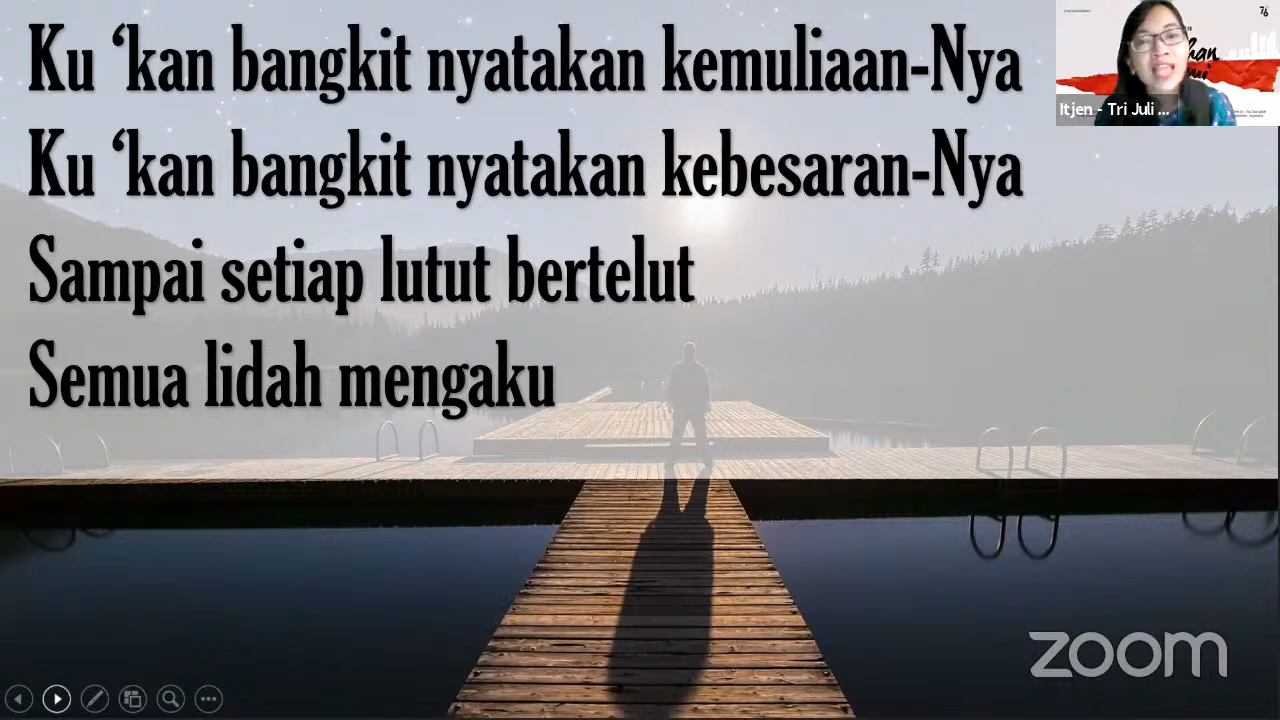 Ku ‘kan bangkit nyatakan kemuliaan-Nya
Ku ‘kan bangkit nyatakan kebesaran-Nya
Sampai setiap lutut bertelut
Semua lidah mengaku
76
Itjen - Tri Juli ...
zoom